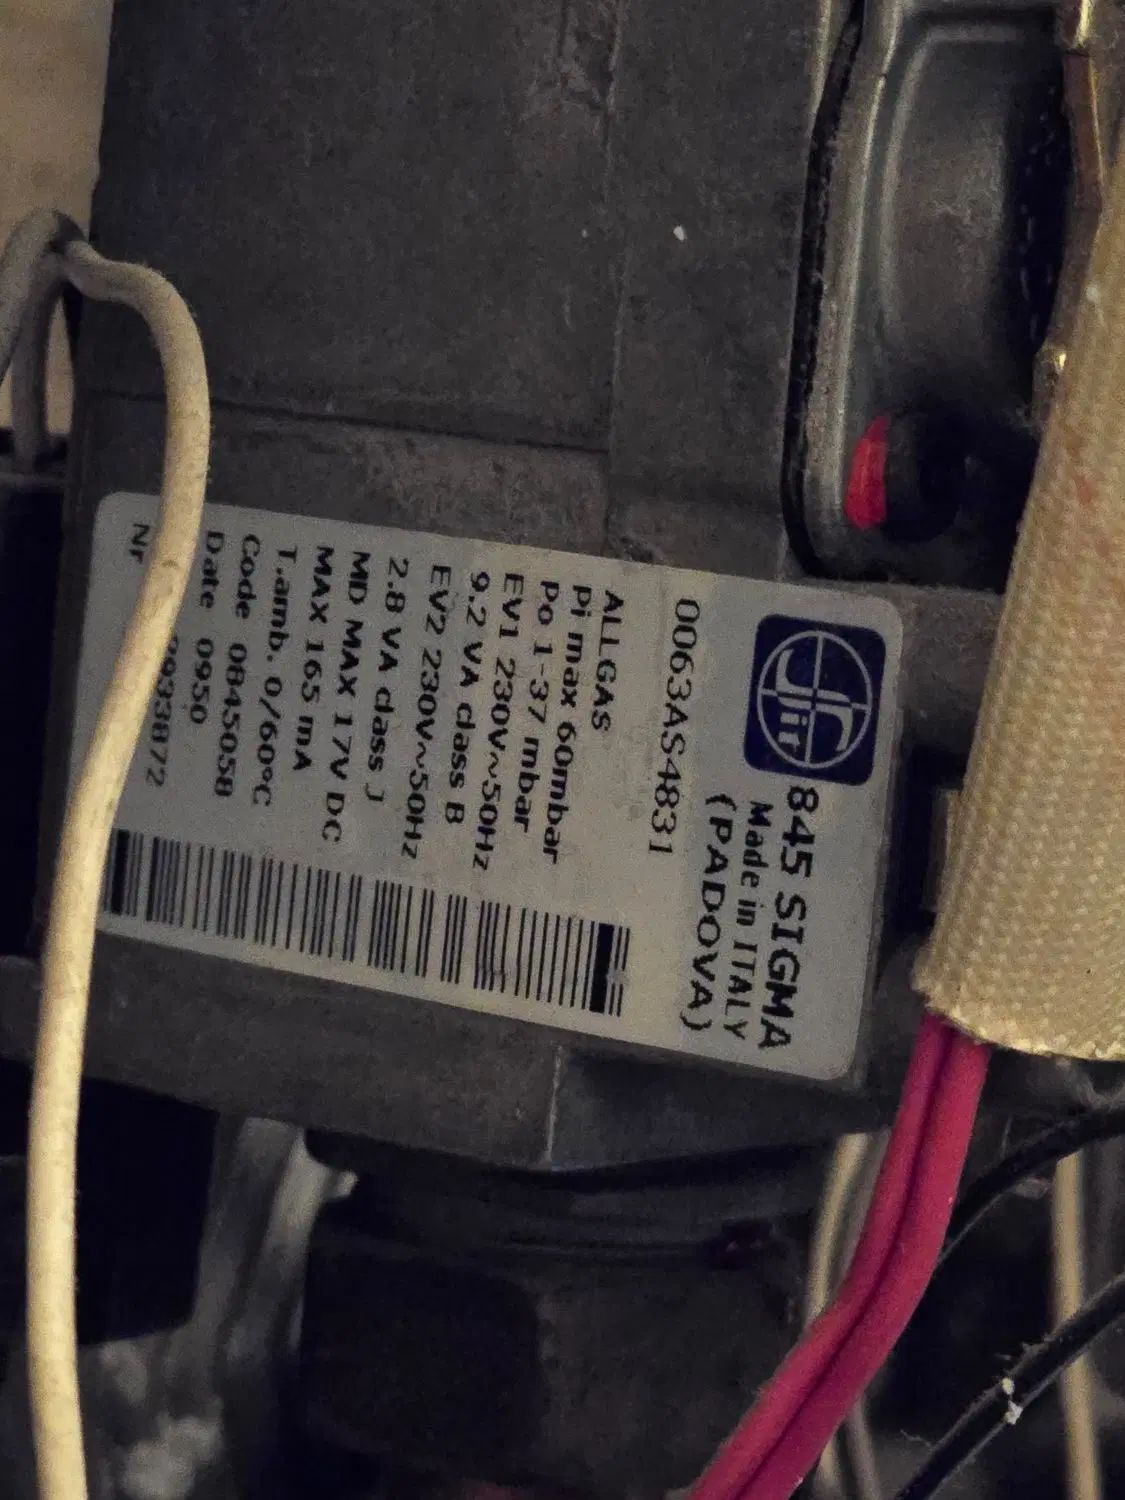 Sit 845 SIGMA
Made in ITALY
(PADOVA)
0063AS4831
ALLGAS
Pi max 60mbar
Po 1-37 mbar
EV1 230V~50Hz
9.2 VA class B
EV2 230V~50Hz
2.8 VA class J
MD MAX 17V DC
MAX 165 mA
T.amb. 0/60°C
Code 0845058
Date 0950
Nr